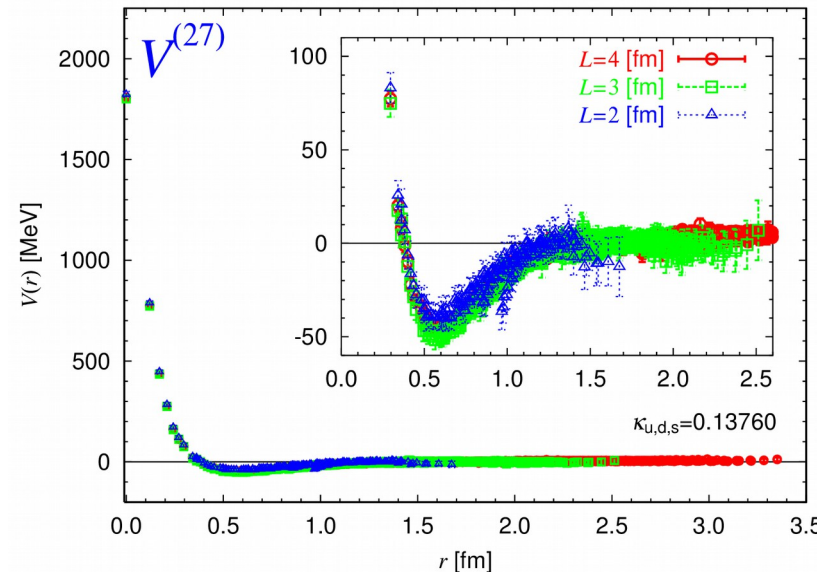 V(27)
2000
1500
1000
500
0
V(r) [MeV]
0.0 0.5 1.0 1.5 2.0 2.5 3.0 3.5
r [fm]
100
50
0
-50
0.0 0.5 1.0 1.5 2.0 2.5
L=4 [fm]
L=3 [fm]
L=2 [fm]
κu,d,s=0.13760